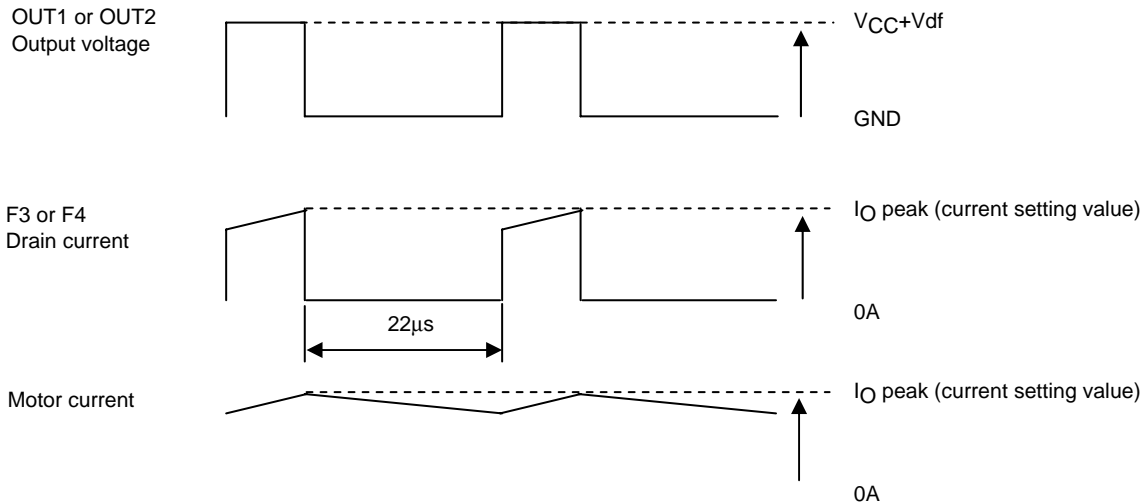 OUT1 or OUT2
Output voltage
VCC+Vdf
GND
F3 or F4
Drain current
IO peak (current setting value)
0A
22μs
Motor current
IO peak (current setting value)
0A